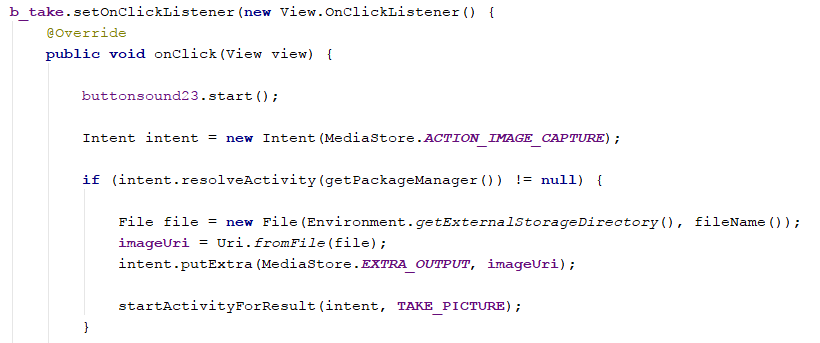 b_take.setOnClickListener(new View.OnClickListener() {
@Override
public void onClick(View view) {
buttonsound23.start();
Intent intent = new Intent(MediaStore.ACTION_IMAGE_CAPTURE);
if (intent.resolveActivity(getPackageManager()) != null) {
File file = new File(Environment.getExternalStorageDirectory(), fileName());
imageUri = Uri.fromFile(file);
intent.putExtra(MediaStore.EXTRA_OUTPUT, imageUri);
startActivityForResult(intent, TAKE_PICTURE);
}